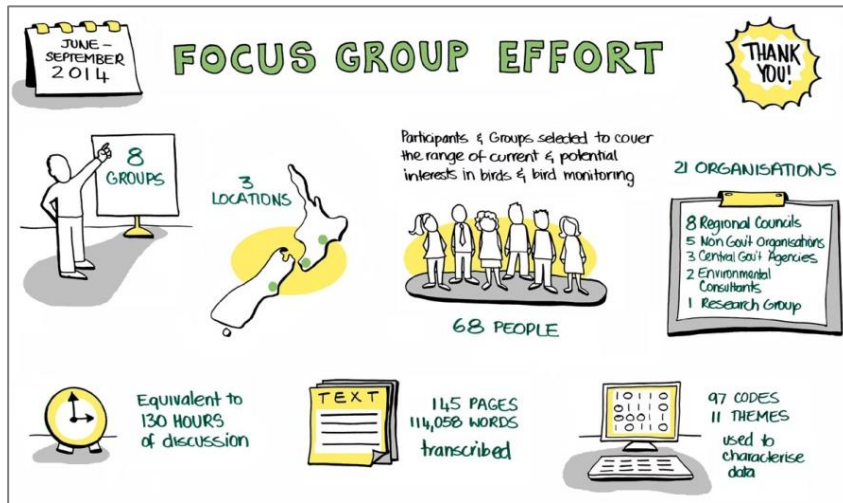 JUNE -
SEPTEMBER
2014
FOCUS GROUP EFFORT
THANK
YOU!
8
GROUPS
3
LOCATIONS
Participants & Groups selected to cover
the range of current & potential
interests in birds & bird monitoring
68 PEOPLE
21 ORGANISATIONS
8 Regional Councils
5 Non Gov't Organisations
3 Central Gov't Agencies
2 Environmental
Consultants
1 Research Group
Equivalent to
130 HOURS
of discussion
TEXT
145 PAGES
114,058 WORDS
transcribed
97 CODES
11 THEMES
used to
characterise
data